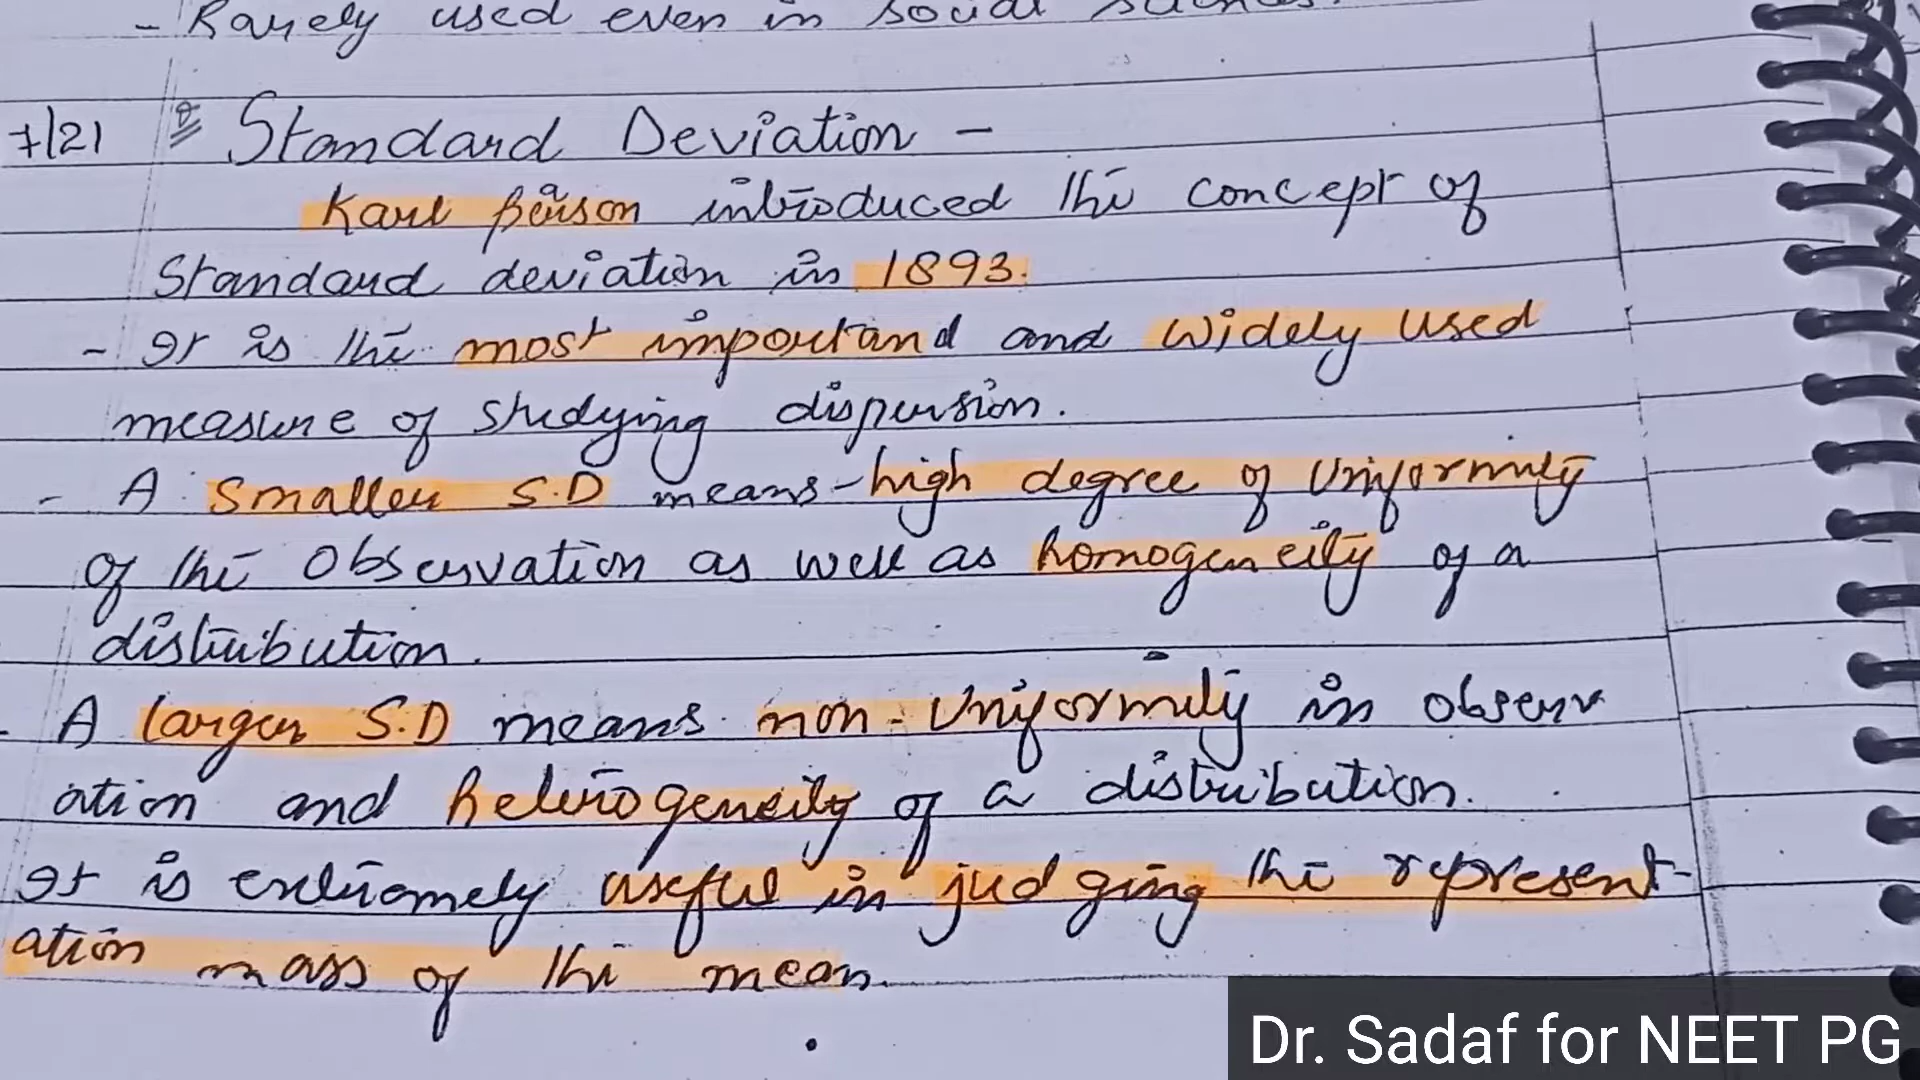 - Rarely used even in social sciences.
7/21 Standard Deviation -
Karl pearson introduced the concept of
Standard deviation in 1893.
- It is the most importand and widely used
measure of studying dispersion.
- A smaller S.D means - high degree of Uniformity
of the Observation as well as homogeneity of a
distribution.
- A larger S.D means non-Uniformity in observ
ation and heterogeneity of a distribution.
It is extremely useful in judging the represent-
ation mass of the mean.
Dr. Sadaf for NEET PG